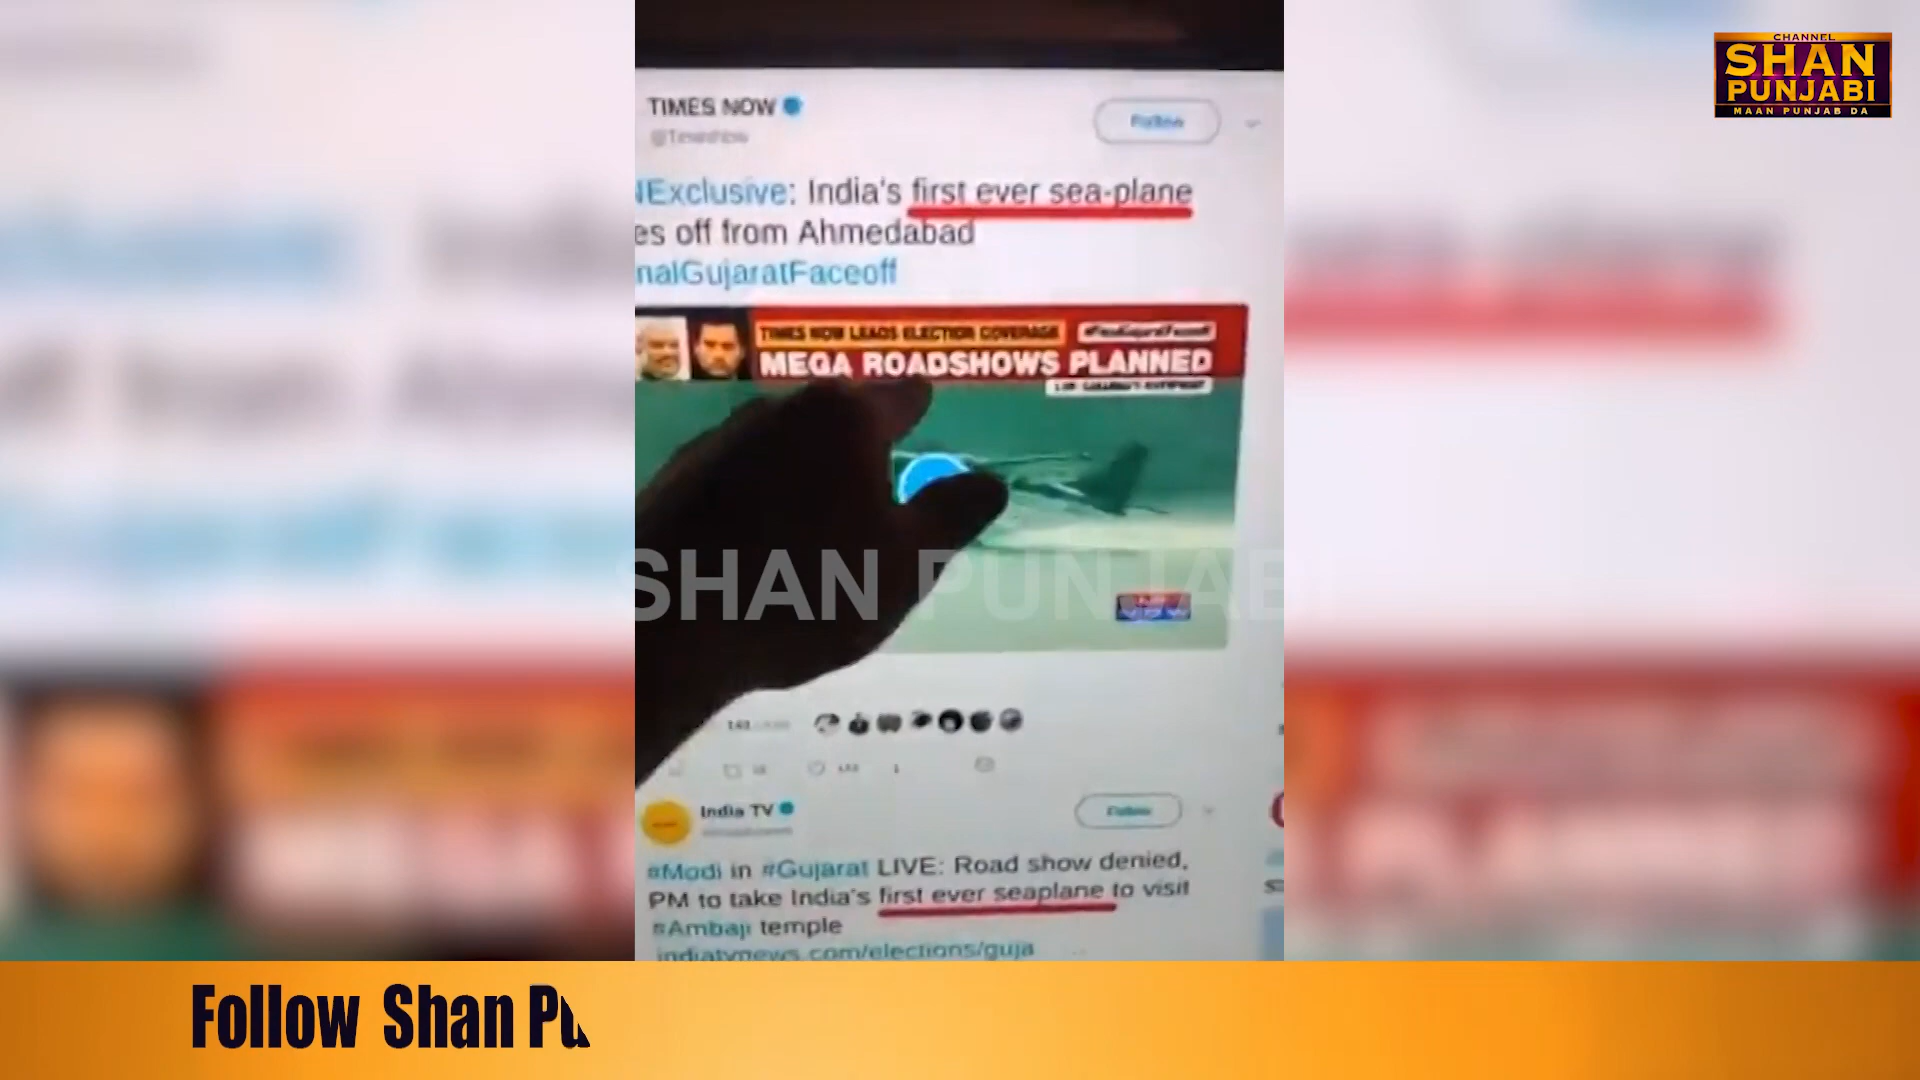 CHANNEL
SHAN
PUNJABI
MAAN PUNJAB DA
TIMES NOW
Follow
NExclusive: India's first ever sea-plane
es off from Ahmedabad
nalGujaratFaceoff
TIMES NOW LEADS ELECTION COVERAGE
MEGA ROADSHOWS PLANNED
SHAN PUNJABI
India TV
Follow
#Modi in #Gujarat LIVE: Road show denied,
PM to take India's first ever seaplane to visit
#Ambaji temple
indiatvnews.com/elections/guja
Follow Shan Pu